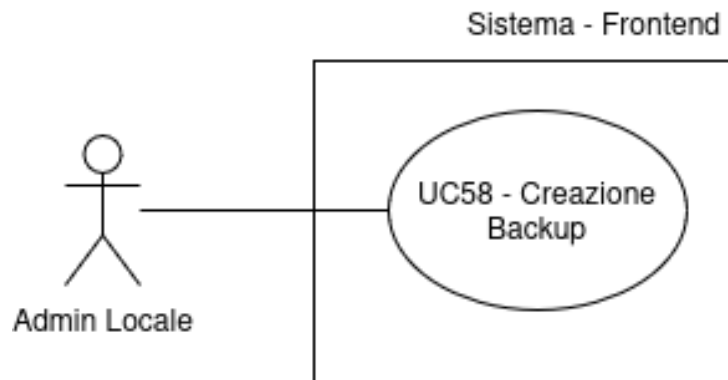 Sistema - Frontend
UC58 - Creazione
Backup
Admin Locale